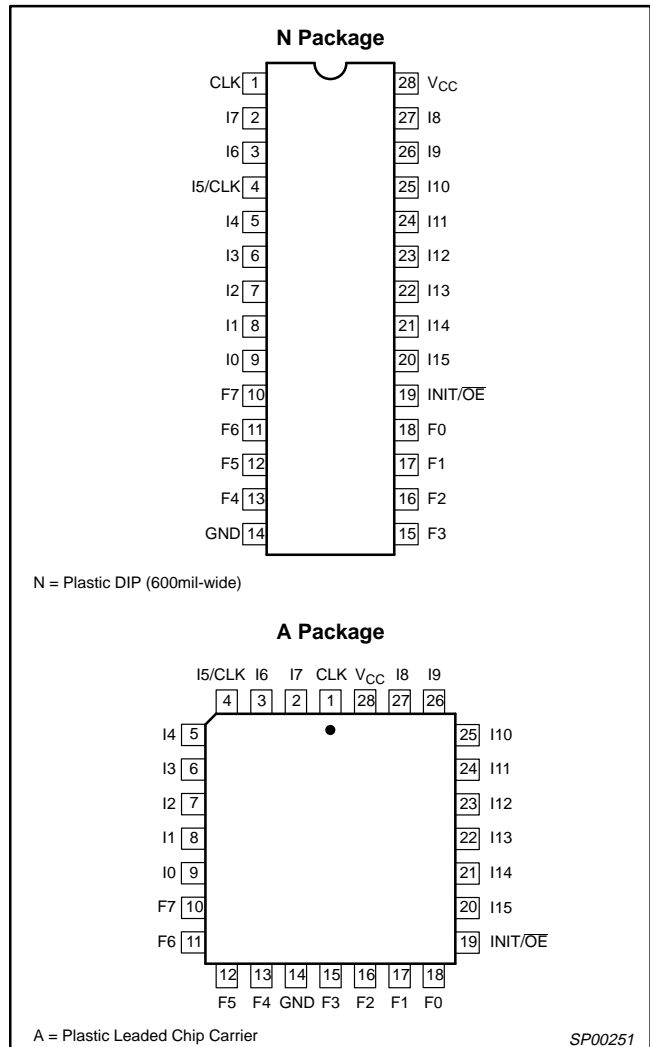 N Package
CLK 1 28 VCC
I7 2 27 I8
I6 3 26 I9
I5/CLK 4 25 I10
I4 5 24 I11
I3 6 23 I12
I2 7 22 I13
I1 8 21 I14
I0 9 20 I15
F7 10 19 INIT/O̅E̅
F6 11 18 F0
F5 12 17 F1
F4 13 16 F2
GND 14 15 F3
N = Plastic DIP (600mil-wide)
A Package
I5/CLK I6 I7 CLK VCC I8 I9
4 3 2 1 28 27 26
I4 5 25 I10
I3 6 24 I11
I2 7 23 I12
I1 8 22 I13
I0 9 21 I14
F7 10 20 I15
F6 11 19 INIT/O̅E̅
12 13 14 15 16 17 18
F5 F4 GND F3 F2 F1 F0
A = Plastic Leaded Chip Carrier SP00251